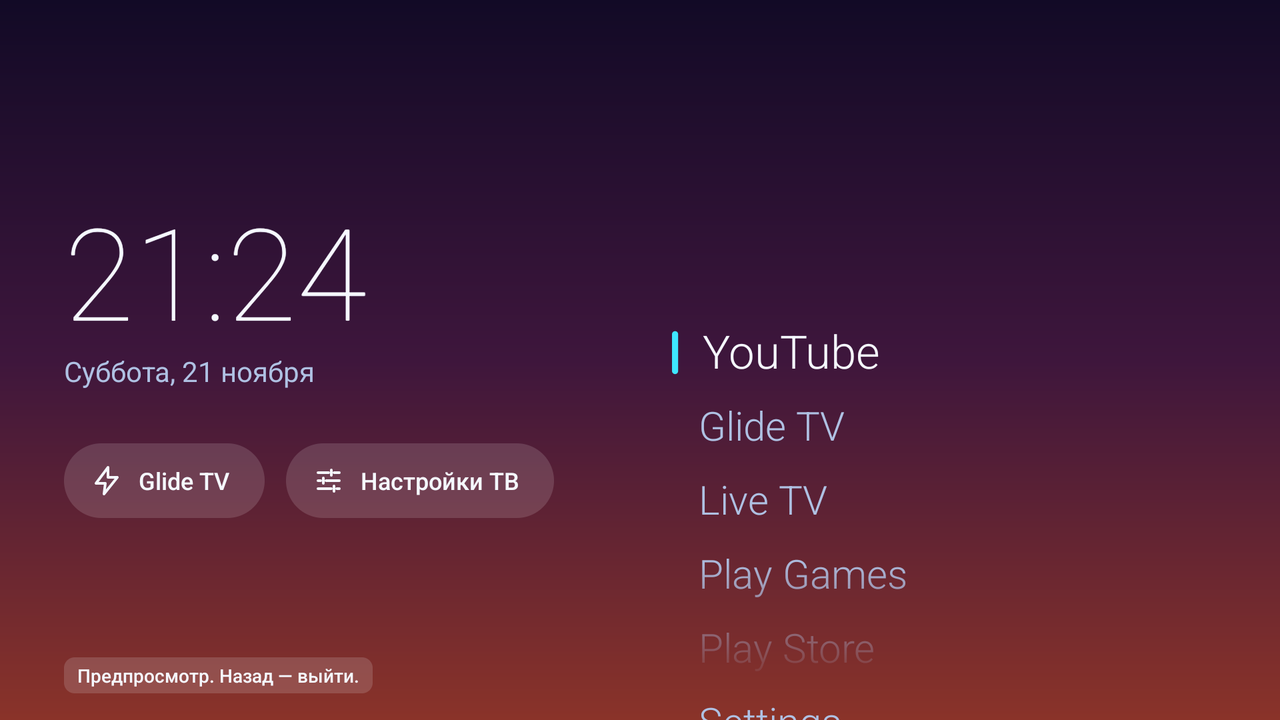 21:24
Суббота, 21 ноября
Glide TV
Настройки ТВ
YouTube
Glide TV
Live TV
Play Games
Play Store
Settings
Предпросмотр. Назад — выйти.